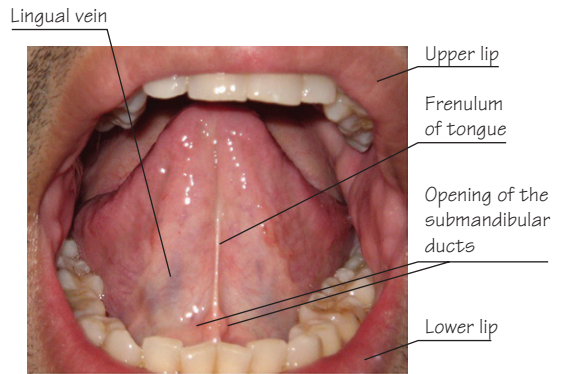 Lingual vein
Upper lip
Frenulum
of tongue
Opening of the
submandibular
ducts
Lower lip